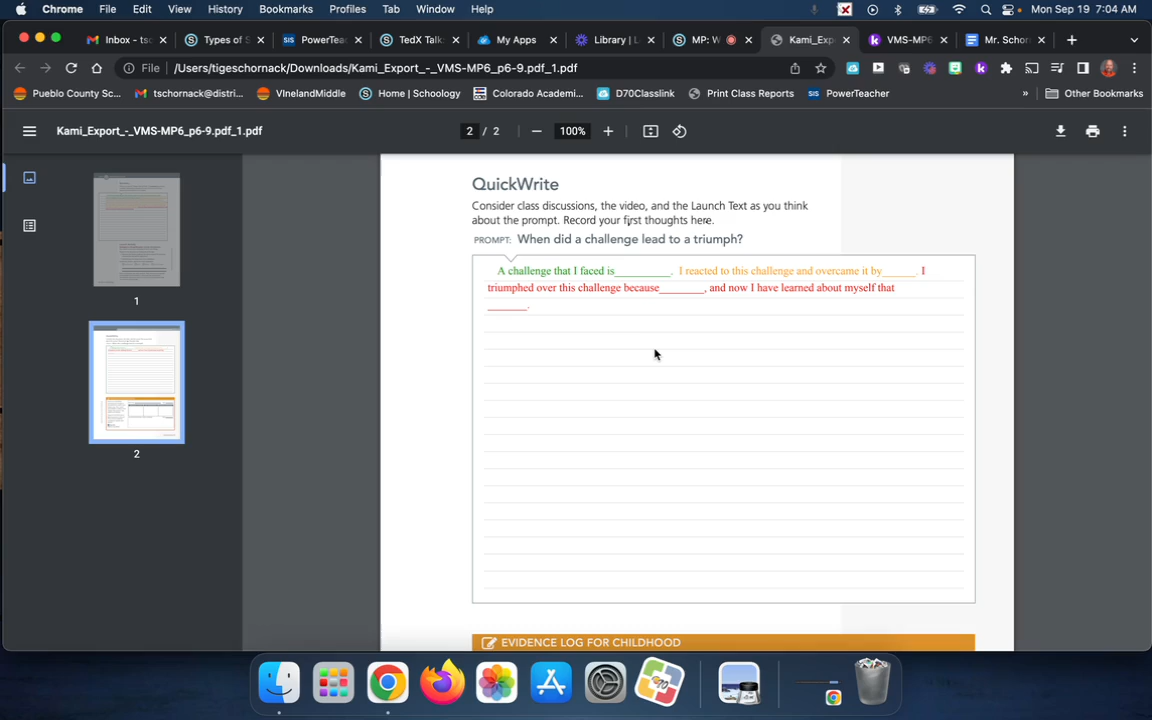 Chrome File Edit View History Bookmarks Profiles Tab Window Help Mon Sep 19 7:04 AM
Inbox - tsc Types of S PowerTeac TedX Talk: My Apps Library | L MP: W Kami_Exp VMS-MP6 Mr. Schor
File /Users/tigeschornack/Downloads/Kami_Export_-_VMS-MP6_p6-9.pdf_1.pdf
Pueblo County Sc... tschornack@distri... VInelandMiddle Home | Schoology Colorado Academi... D70Classlink Print Class Reports PowerTeacher » Other Bookmarks
Kami_Export_-_VMS-MP6_p6-9.pdf_1.pdf 2 / 2 100%
1
2
QuickWrite
Consider class discussions, the video, and the Launch Text as you think
about the prompt. Record your first thoughts here.
PROMPT: When did a challenge lead to a triumph?
A challenge that I faced is__________. I reacted to this challenge and overcame it by______. I
triumphed over this challenge because________, and now I have learned about myself that
_______.
EVIDENCE LOG FOR CHILDHOOD